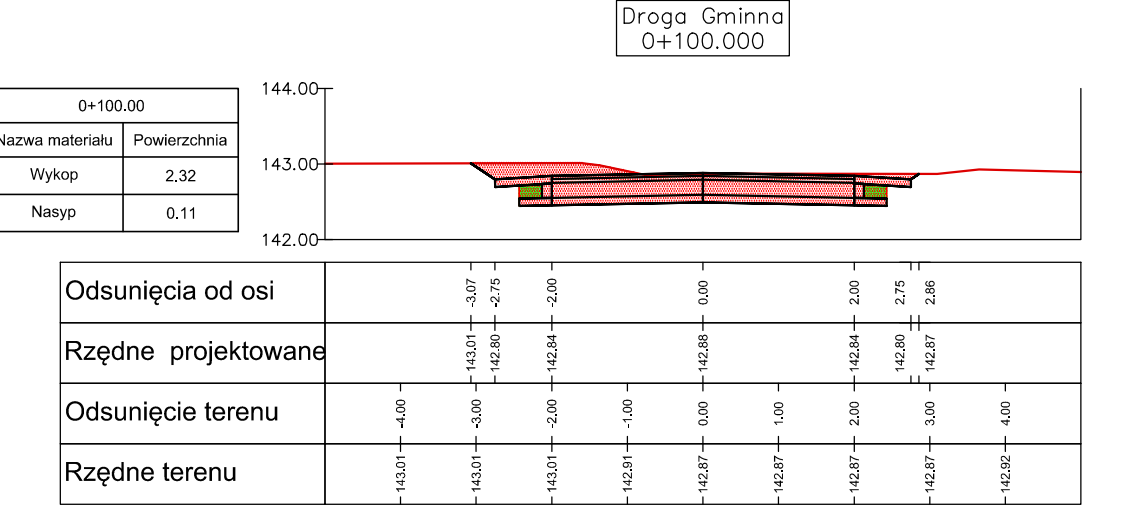 Droga Gminna
0+100.000
0+100.00
Nazwa materiału Powierzchnia
Wykop 2.32
Nasyp 0.11
144.00
143.00
142.00
Odsunięcia od osi -3.07 -2.75 -2.00 0.00 2.00 2.75 2.86
Rzędne projektowane 143.01 142.80 142.84 142.88 142.84 142.80 142.87
Odsunięcie terenu -4.00 -3.00 -2.00 -1.00 0.00 1.00 2.00 3.00 4.00
Rzędne terenu 143.01 143.01 143.01 142.91 142.87 142.87 142.87 142.87 142.92